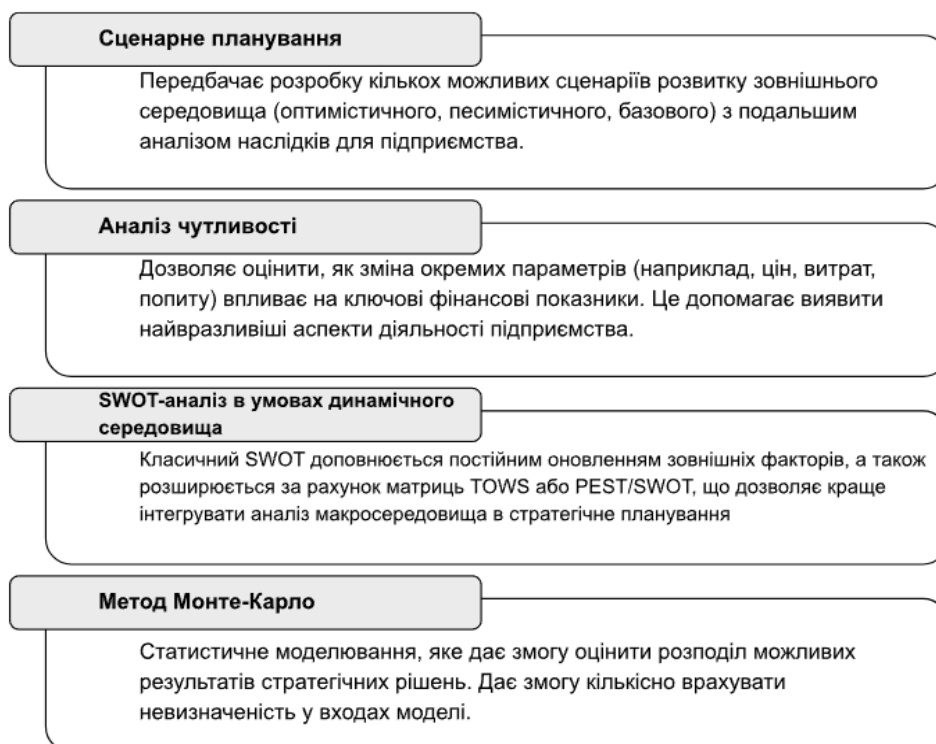 Сценарне планування
Передбачає розробку кількох можливих сценаріїв розвитку зовнішнього
середовища (оптимістичного, песимістичного, базового) з подальшим
аналізом наслідків для підприємства.
Аналіз чутливості
Дозволяє оцінити, як зміна окремих параметрів (наприклад, цін, витрат,
попиту) впливає на ключові фінансові показники. Це допомагає виявити
найвразливіші аспекти діяльності підприємства.
SWOT-аналіз в умовах динамічного
середовища
Класичний SWOT доповнюється постійним оновленням зовнішніх факторів, а також
розширюється за рахунок матриць TOWS або PEST/SWOT, що дозволяє краще
інтегрувати аналіз макросередовища в стратегічне планування
Метод Монте-Карло
Статистичне моделювання, яке дає змогу оцінити розподіл можливих
результатів стратегічних рішень. Дає змогу кількісно врахувати
невизначеність у входах моделі.